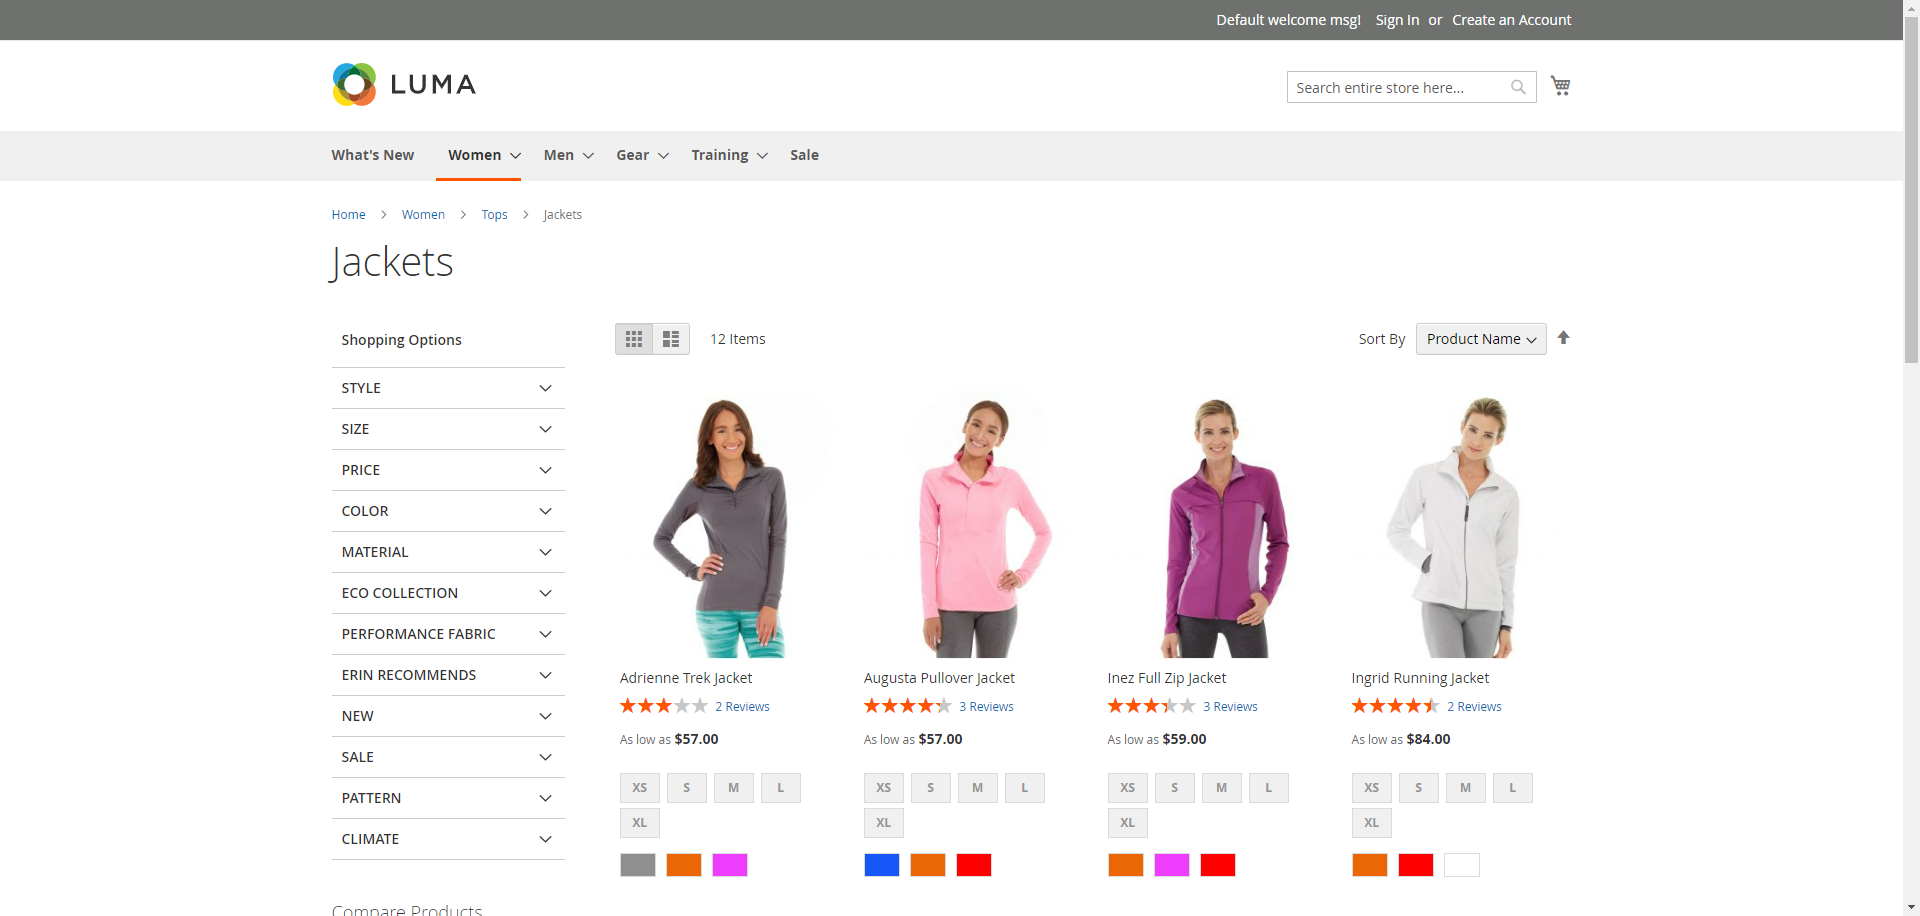 Default welcome msg! Sign In or Create an Account
LUMA
Search entire store here...
What's New Women Men Gear Training Sale
Home Women Tops Jackets
Jackets
Shopping Options
12 Items
Sort By Product Name
STYLE
SIZE
PRICE
COLOR
MATERIAL
ECO COLLECTION
PERFORMANCE FABRIC
ERIN RECOMMENDS
NEW
SALE
PATTERN
CLIMATE
Compare Products
Adrienne Trek Jacket
2 Reviews
As low as $57.00
XS S M L
XL
Augusta Pullover Jacket
3 Reviews
As low as $57.00
XS S M L
XL
Inez Full Zip Jacket
3 Reviews
As low as $59.00
XS S M L
XL
Ingrid Running Jacket
2 Reviews
As low as $84.00
XS S M L
XL